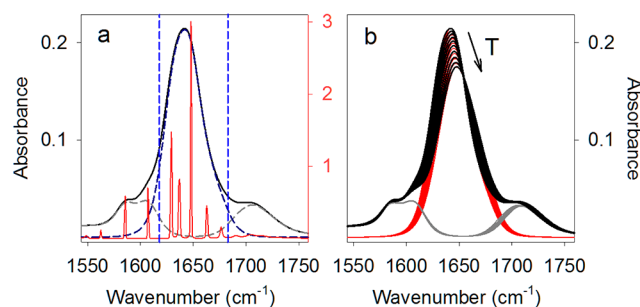 a
b
T
0.2
0.1
Absorbance
3
2
1
0.2
0.1
Absorbance
1550 1600 1650 1700 1750
1550 1600 1650 1700 1750
Wavenumber (cm⁻¹)
Wavenumber (cm⁻¹)